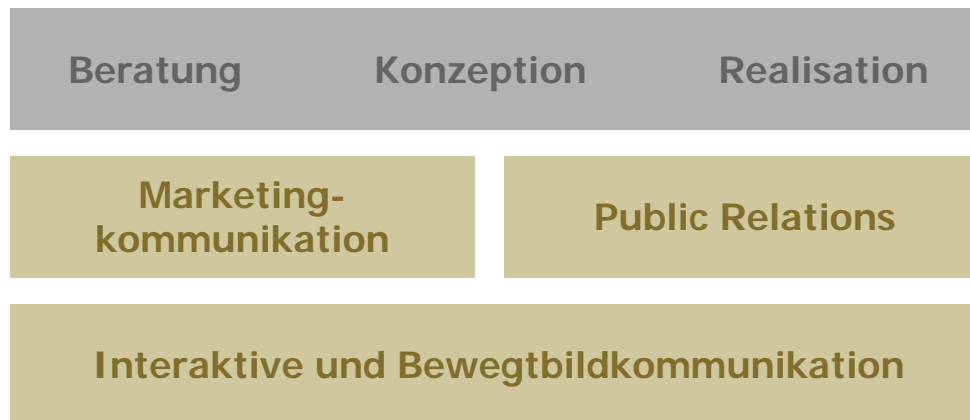 Beratung Konzeption Realisation
Marketing-
kommunikation
Public Relations
Interaktive und Bewegtbildkommunikation